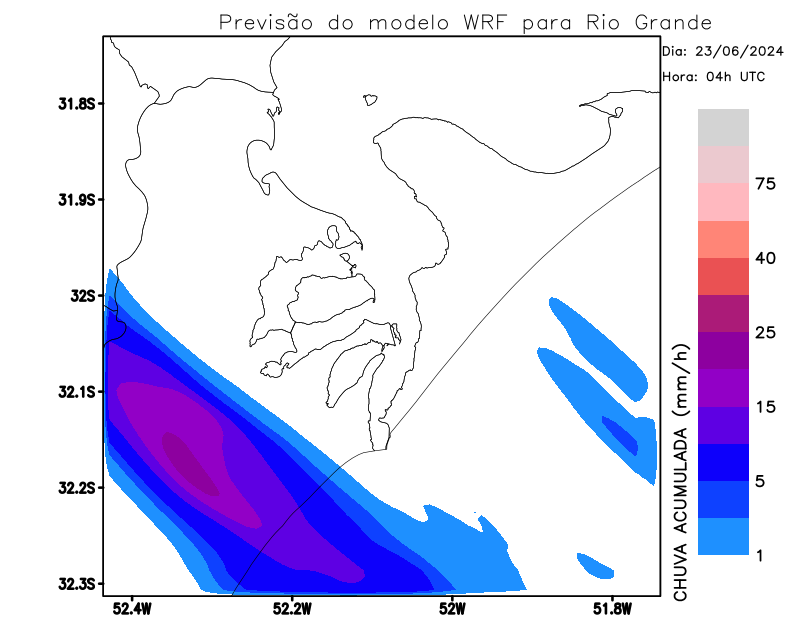 Previsão do modelo WRF para Rio Grande
Dia: 23/06/2024
Hora: 04h UTC
31.8S
31.9S
32S
32.1S
32.2S
32.3S
52.4W
52.2W
52W
51.8W
75
40
25
15
5
1
CHUVA ACUMULADA (mm/h)